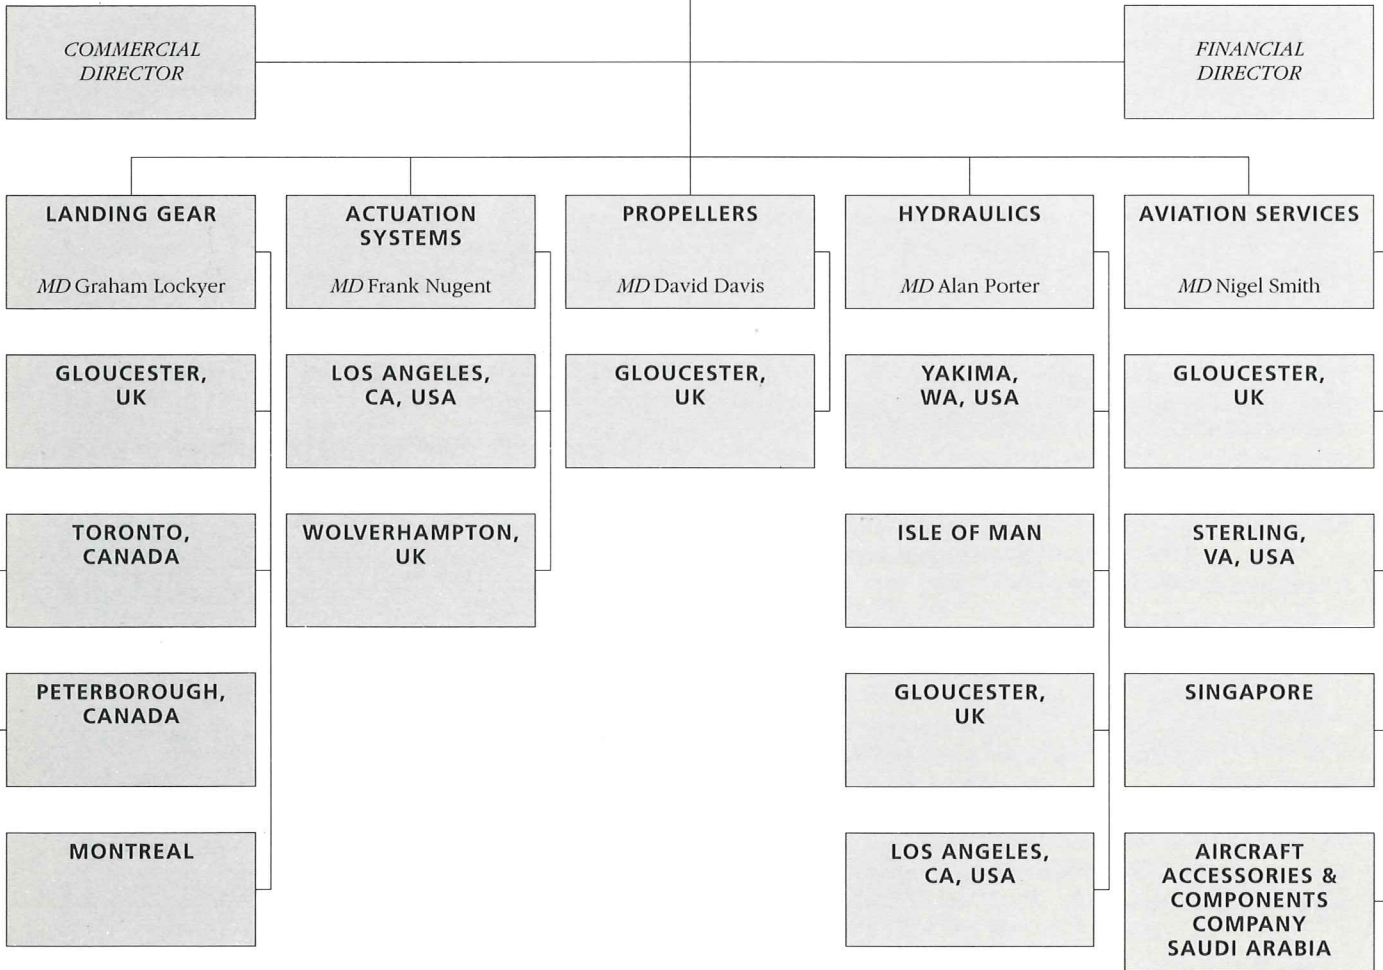 COMMERCIAL
DIRECTOR
FINANCIAL
DIRECTOR
LANDING GEAR
MD Graham Lockyer
ACTUATION
SYSTEMS
MD Frank Nugent
PROPELLERS
MD David Davis
HYDRAULICS
MD Alan Porter
AVIATION SERVICES
MD Nigel Smith
GLOUCESTER,
UK
LOS ANGELES,
CA, USA
GLOUCESTER,
UK
YAKIMA,
WA, USA
GLOUCESTER,
UK
TORONTO,
CANADA
WOLVERHAMPTON,
UK
ISLE OF MAN
STERLING,
VA, USA
PETERBOROUGH,
CANADA
GLOUCESTER,
UK
SINGAPORE
MONTREAL
LOS ANGELES,
CA, USA
AIRCRAFT
ACCESSORIES &
COMPONENTS
COMPANY
SAUDI ARABIA